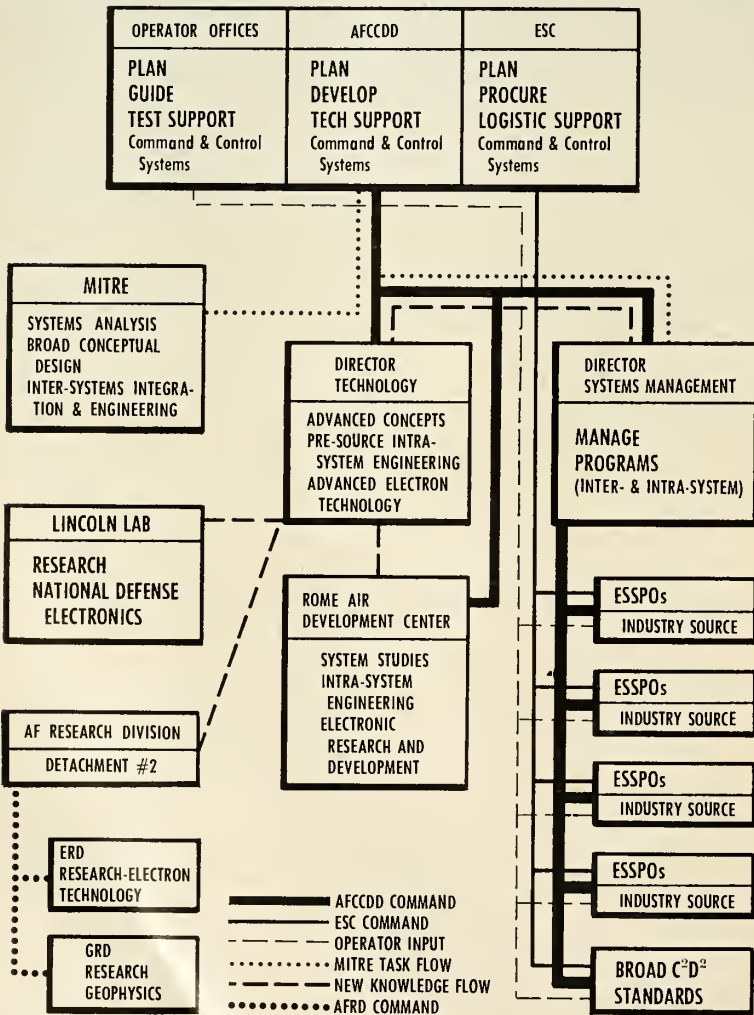 OPERATOR OFFICES
PLAN
GUIDE
TEST SUPPORT
Command & Control
Systems
AFCCDD
PLAN
DEVELOP
TECH SUPPORT
Command & Control
Systems
ESC
PLAN
PROCURE
LOGISTIC SUPPORT
Command & Control
Systems
MITRE
SYSTEMS ANALYSIS
BROAD CONCEPTUAL
DESIGN
INTER-SYSTEMS INTEGRA-
TION & ENGINEERING
DIRECTOR
TECHNOLOGY
ADVANCED CONCEPTS
PRE-SOURCE INTRA-
SYSTEM ENGINEERING
ADVANCED ELECTRON
TECHNOLOGY
DIRECTOR
SYSTEMS MANAGEMENT
MANAGE
PROGRAMS
(INTER- & INTRA-SYSTEM)
LINCOLN LAB
RESEARCH
NATIONAL DEFENSE
ELECTRONICS
ROME AIR
DEVELOPMENT CENTER
SYSTEM STUDIES
INTRA-SYSTEM
ENGINEERING
ELECTRONIC
RESEARCH AND
DEVELOPMENT
ESSPOs
INDUSTRY SOURCE
ESSPOs
INDUSTRY SOURCE
ESSPOs
INDUSTRY SOURCE
ESSPOs
INDUSTRY SOURCE
BROAD C²D²
STANDARDS
AF RESEARCH DIVISION
DETACHMENT #2
ERD
RESEARCH-ELECTRON
TECHNOLOGY
GRD
RESEARCH
GEOPHYSICS
AFCCDD COMMAND
ESC COMMAND
OPERATOR INPUT
MITRE TASK FLOW
NEW KNOWLEDGE FLOW
AFRD COMMAND